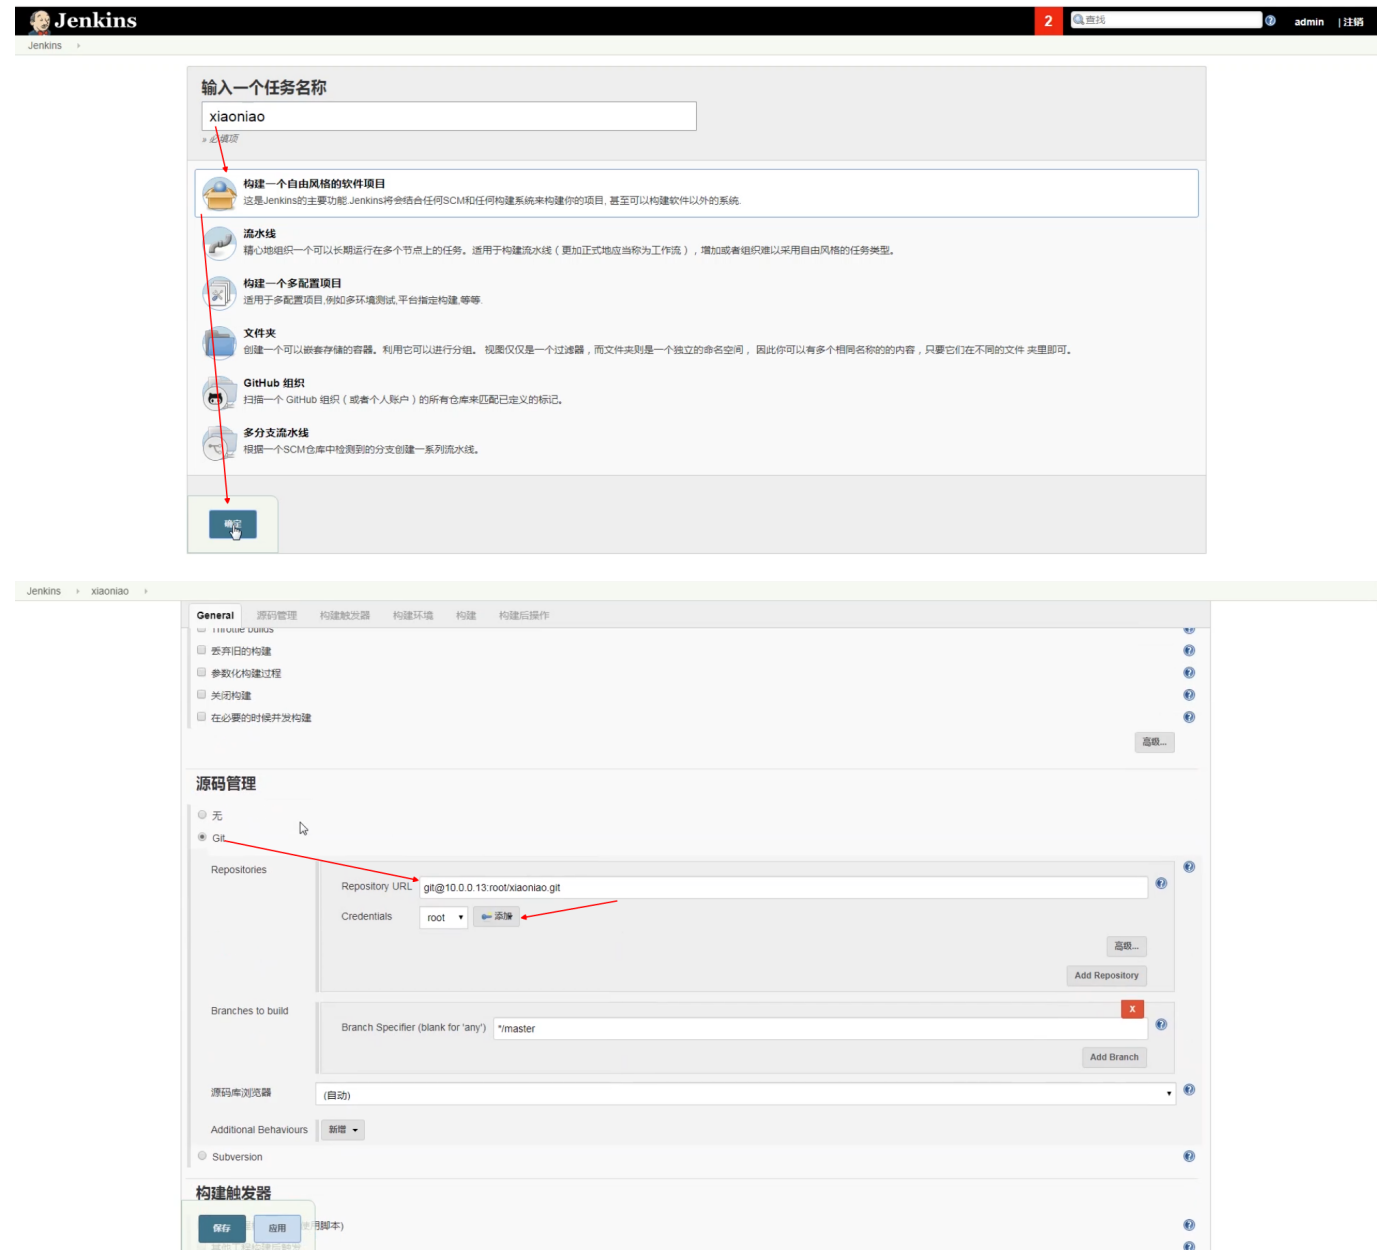 Jenkins
2
查找
admin
| 注销
Jenkins
输入一个任务名称
xiaoniao
» 必填项
构建一个自由风格的软件项目
这是Jenkins的主要功能.Jenkins将会结合任何SCM和任何构建系统来构建你的项目, 甚至可以构建软件以外的系统.
流水线
精心地组织一个可以长期运行在多个节点上的任务。适用于构建流水线（更加正式地应当称为工作流），增加或者组织难以采用自由风格的任务类型。
构建一个多配置项目
适用于多配置项目,例如多环境测试,平台指定构建,等等.
文件夹
创建一个可以嵌套存储的容器。利用它可以进行分组。 视图仅仅是一个过滤器，而文件夹则是一个独立的命名空间， 因此你可以有多个相同名称的的内容，只要它们在不同的文件 夹里即可。
GitHub 组织
扫描一个 GitHub 组织（或者个人账户）的所有仓库来匹配已定义的标记。
多分支流水线
根据一个SCM仓库中检测到的分支创建一系列流水线。
确定
Jenkins
xiaoniao
General 源码管理 构建触发器 构建环境 构建 构建后操作
Throttle builds
丢弃旧的构建
参数化构建过程
关闭构建
在必要的时候并发构建
高级...
源码管理
无
Git
Repositories
Repository URL git@10.0.0.13:root/xiaoniao.git
Credentials root 添加
高级...
Add Repository
Branches to build
X
Branch Specifier (blank for 'any') */master
Add Branch
源码库浏览器 (自动)
Additional Behaviours 新增
Subversion
构建触发器
保存 应用 用脚本)
其他工程构建后触发